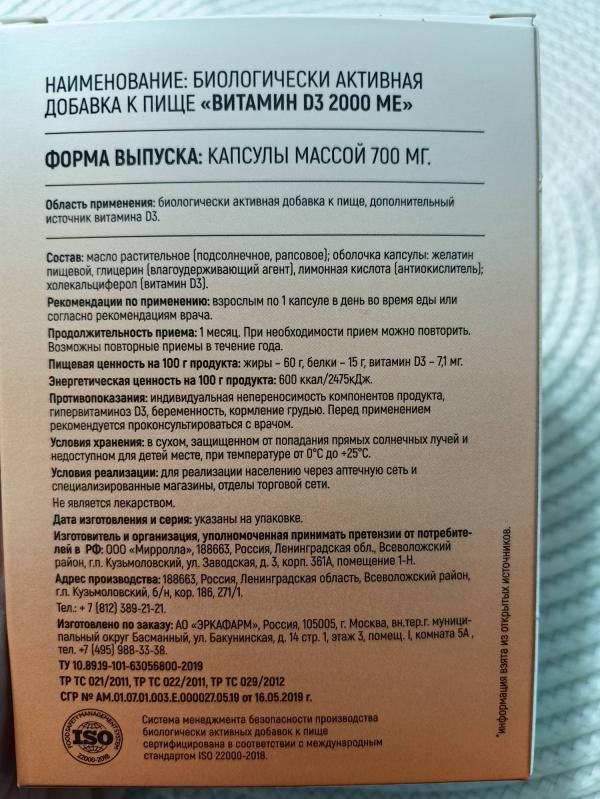 НАИМЕНОВАНИЕ: БИОЛОГИЧЕСКИ АКТИВНАЯ
ДОБАВКА К ПИЩЕ «ВИТАМИН D3 2000 МЕ»
ФОРМА ВЫПУСКА: КАПСУЛЫ МАССОЙ 700 МГ.
Область применения: биологически активная добавка к пище, дополнительный
источник витамина D3.
Состав: масло растительное (подсолнечное, рапсовое); оболочка капсулы: желатин
пищевой, глицерин (влагоудерживающий агент), лимонная кислота (антиокислитель);
холекальциферол (витамин D3).
Рекомендации по применению: взрослым по 1 капсуле в день во время еды или
согласно рекомендациям врача.
Продолжительность приема: 1 месяц. При необходимости прием можно повторить.
Возможны повторные приемы в течение года.
Пищевая ценность на 100 г продукта: жиры – 60 г, белки – 15 г, витамин D3 – 7,1 мг.
Энергетическая ценность на 100 г продукта: 600 ккал/2475кДж.
Противопоказания: индивидуальная непереносимость компонентов продукта,
гипервитаминоз D3, беременность, кормление грудью. Перед применением
рекомендуется проконсультироваться с врачом.
Условия хранения: в сухом, защищенном от попадания прямых солнечных лучей и
недоступном для детей месте, при температуре от 0°С до +25°С.
Условия реализации: для реализации населению через аптечную сеть и
специализированные магазины, отделы торговой сети.
Не является лекарством.
Дата изготовления и серия: указаны на упаковке.
Изготовитель и организация, уполномоченная принимать претензии от потребите-
лей в РФ: ООО «Мирролла», 188663, Россия, Ленинградская обл., Всеволожский
район, г.п. Кузьмоловский, ул. Заводская, д. 3, корп. 361А, помещение 1-Н.
Адрес производства: 188663, Россия, Ленинградская область, Всеволожский район,
г.п. Кузьмоловский, б/н, кор. 186, 271/1.
Тел.: + 7 (812) 389-21-21.
Изготовлено по заказу: АО «ЭРКАФАРМ», Россия, 105005, г. Москва, вн.тер.г. муници-
пальный округ Басманный, ул. Бакунинская, д. 14 стр. 1, этаж 3, помещ. I, комната 5А ,
тел. +7 (495) 988-33-38.
ТУ 10.89.19-101-63056800-2019
ТР ТС 021/2011, ТР ТС 022/2011, ТР ТС 029/2012
СГР № АМ.01.07.01.003.Е.000027.05.19 от 16.05.2019 г.
FOOD SAFETY MANAGEMENT SYSTEM
ISO
22000-2018
Система менеджмента безопасности производства
биологически активных добавок к пище
сертифицирована в соответствии с международным
стандартом ISO 22000-2018.
*информация взята из открытых источников.